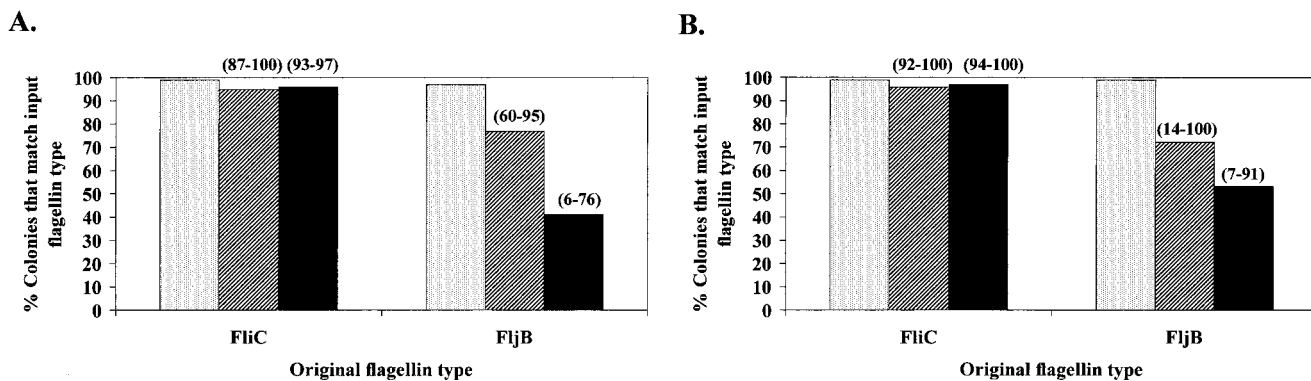 A.
% Colonies that match input
flagellin type
100
90
80
70
60
50
40
30
20
10
0
(87-100) (93-97)
(60-95)
(6-76)
FliC
FljB
Original flagellin type
B.
% Colonies that match input
flagellin type
100
90
80
70
60
50
40
30
20
10
0
(92-100) (94-100)
(14-100)
(7-91)
FliC
FljB
Original flagellin type